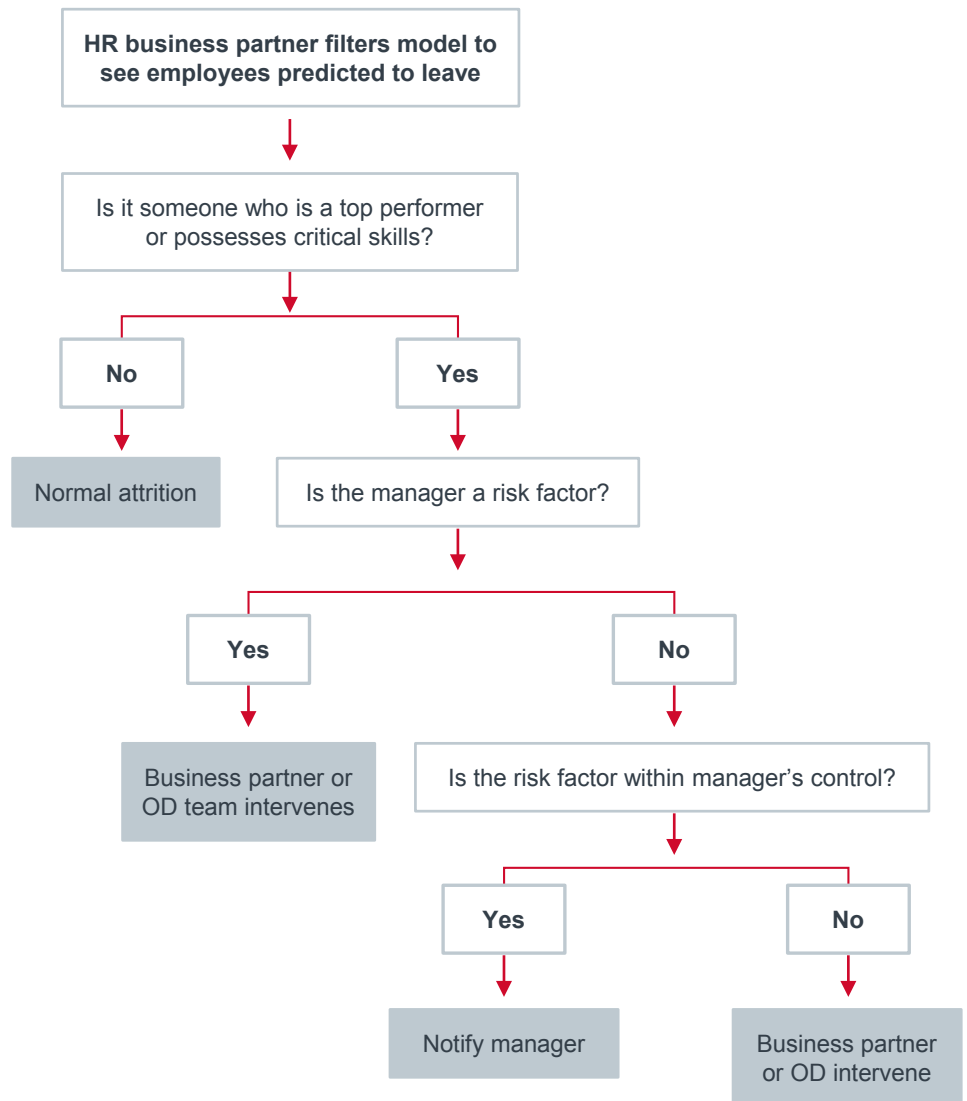 HR business partner filters model to
see employees predicted to leave
Is it someone who is a top performer
or possesses critical skills?
No
Yes
Normal attrition
Is the manager a risk factor?
Yes
No
Business partner or
OD team intervenes
Is the risk factor within manager’s control?
Yes
No
Notify manager
Business partner
or OD intervene